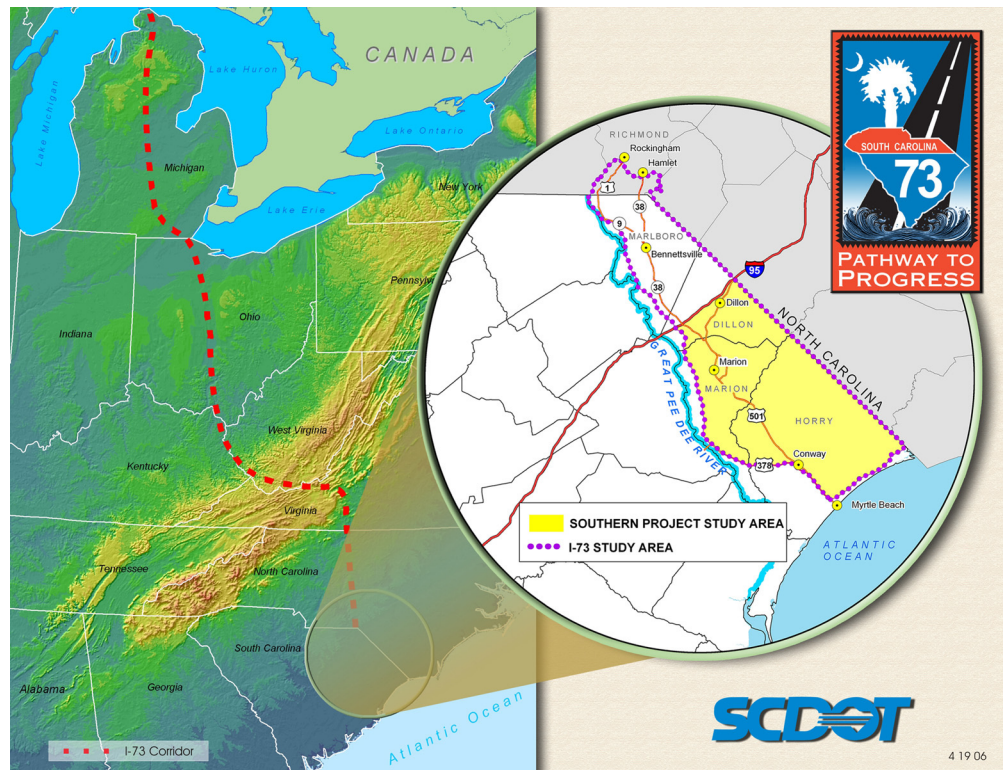 CANADA
Lake Huron
Lake Michigan
Lake Ontario
Michigan
New York
Lake Erie
Pennsylv
Ohio
Indiana
West Virginia
Kentucky
Virginia
Tennessee
North Carolina
South Carolina
Alabama
Georgia
Atlantic Ocean
I-73 Corridor
RICHMOND
Rockingham
Hamlet
1
38
9
MARLBORO
Bennettsville
95
38
Dillon
DILLON
NORTH CAROLINA
GREAT PEE DEE RIVER
Marion
MARION
501
HORRY
378
Conway
Myrtle Beach
SOUTHERN PROJECT STUDY AREA
I-73 STUDY AREA
ATLANTIC
OCEAN
SOUTH CAROLINA
73
PATHWAY TO
PROGRESS
SCDOT
4 19 06